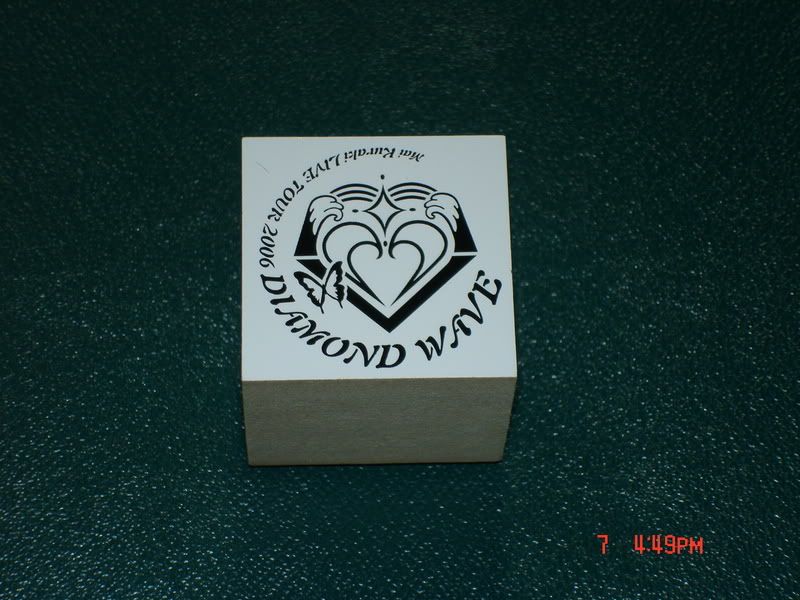 Mai Kuraki LIVE TOUR 2006
DIAMOND WAVE
7 4:49PM